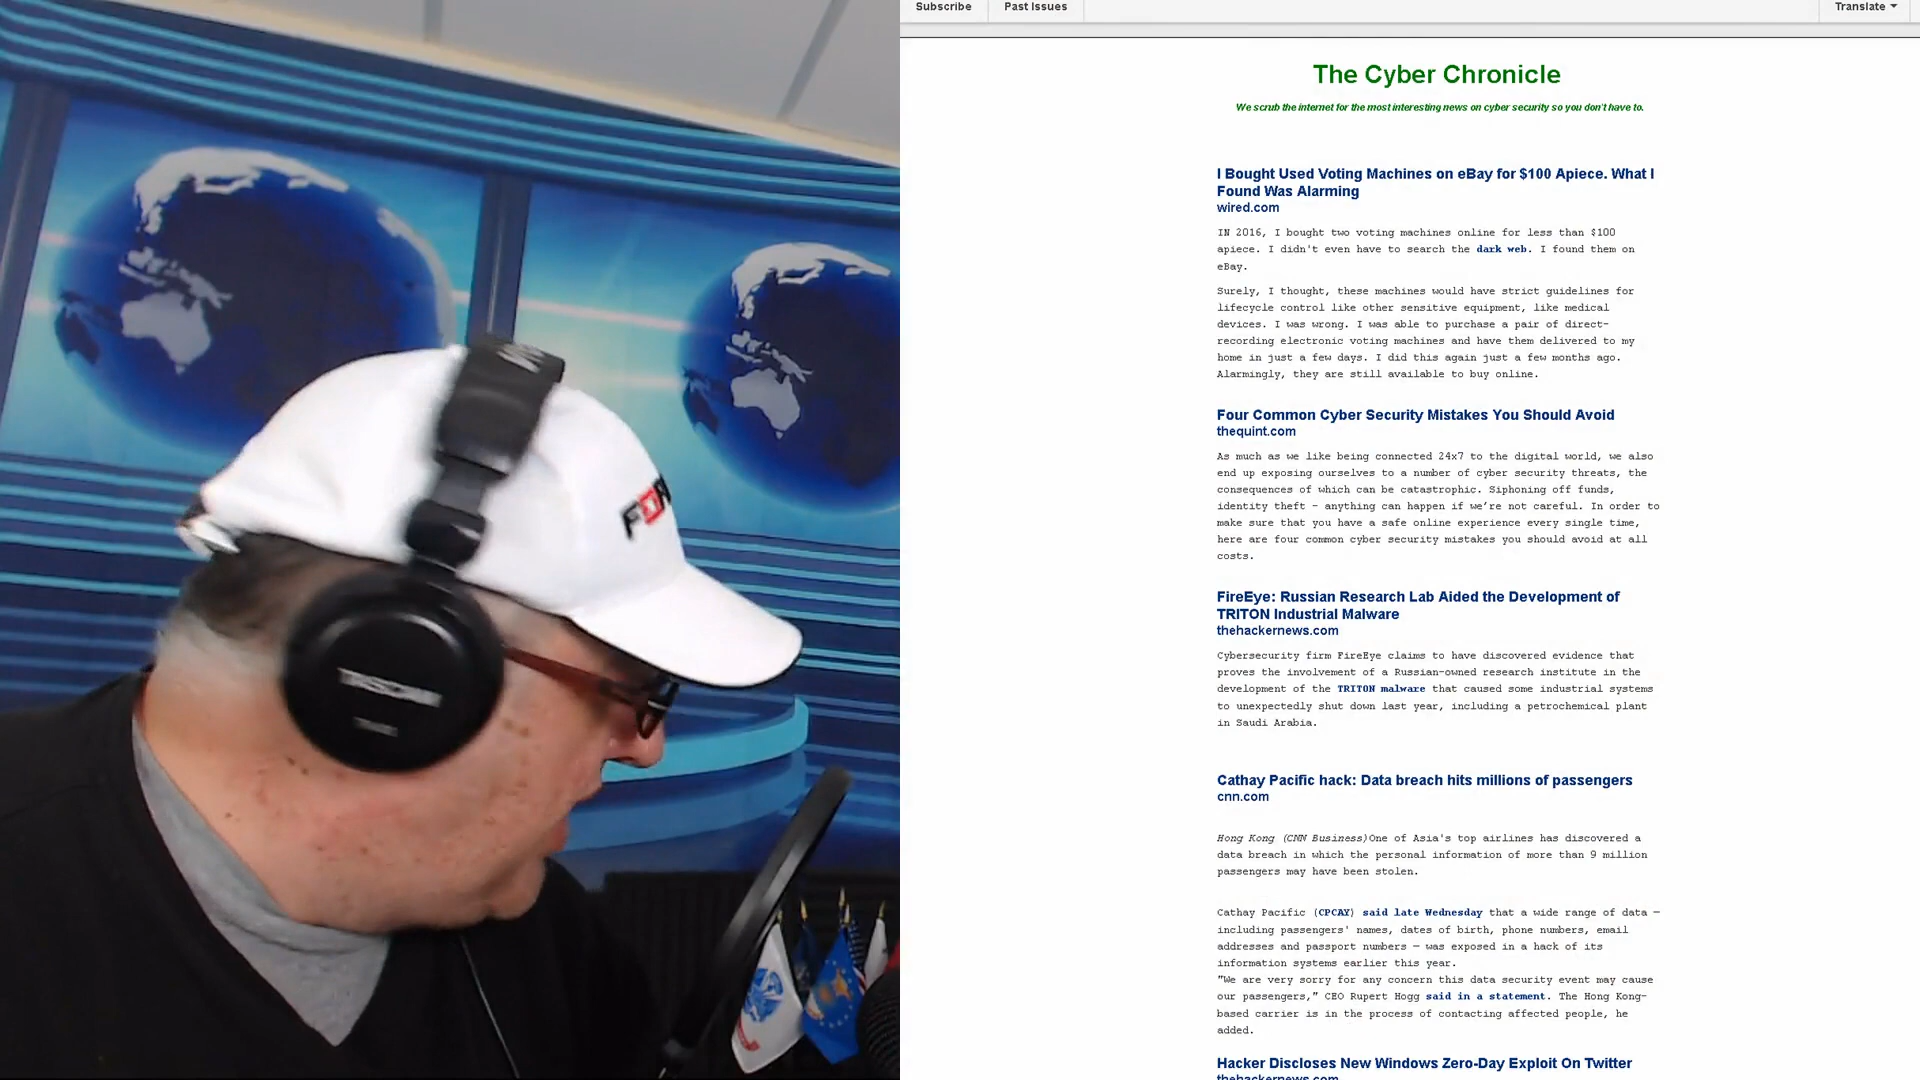 Subscribe
Past Issues
Translate
The Cyber Chronicle
We scrub the internet for the most interesting news on cyber security so you don't have to.
I Bought Used Voting Machines on eBay for $100 Apiece. What I
Found Was Alarming
wired.com
IN 2016, I bought two voting machines online for less than $100
apiece. I didn't even have to search the dark web. I found them on
eBay.
Surely, I thought, these machines would have strict guidelines for
lifecycle control like other sensitive equipment, like medical
devices. I was wrong. I was able to purchase a pair of direct-
recording electronic voting machines and have them delivered to my
home in just a few days. I did this again just a few months ago.
Alarmingly, they are still available to buy online.
Four Common Cyber Security Mistakes You Should Avoid
thequint.com
As much as we like being connected 24x7 to the digital world, we also
end up exposing ourselves to a number of cyber security threats, the
consequences of which can be catastrophic. Siphoning off funds,
identity theft - anything can happen if we're not careful. In order to
make sure that you have a safe online experience every single time,
here are four common cyber security mistakes you should avoid at all
costs.
FireEye: Russian Research Lab Aided the Development of
TRITON Industrial Malware
thehackernews.com
Cybersecurity firm FireEye claims to have discovered evidence that
proves the involvement of a Russian-owned research institute in the
development of the TRITON malware that caused some industrial systems
to unexpectedly shut down last year, including a petrochemical plant
in Saudi Arabia.
Cathay Pacific hack: Data breach hits millions of passengers
cnn.com
Hong Kong (CNN Business)One of Asia's top airlines has discovered a
data breach in which the personal information of more than 9 million
passengers may have been stolen.
Cathay Pacific (CPCAY) said late Wednesday that a wide range of data —
including passengers' names, dates of birth, phone numbers, email
addresses and passport numbers — was exposed in a hack of its
information systems earlier this year.
"We are very sorry for any concern this data security event may cause
our passengers," CEO Rupert Hogg said in a statement. The Hong Kong-
based carrier is in the process of contacting affected people, he
added.
Hacker Discloses New Windows Zero-Day Exploit On Twitter
thehackernews.com
TASCAM